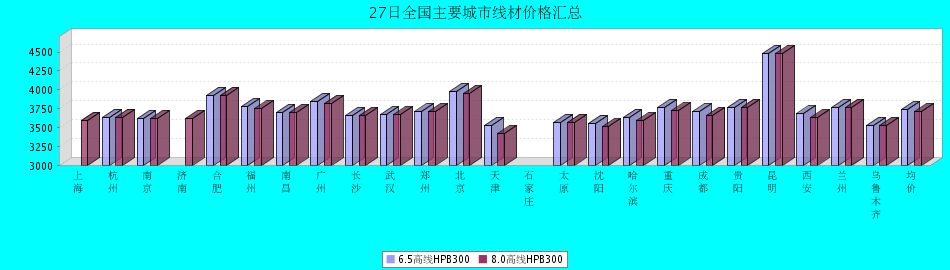 27日全国主要城市线材价格汇总
4500
4250
4000
3750
3500
3250
3000
上海
杭州
南京
济南
合肥
福州
南昌
广州
长沙
武汉
郑州
北京
天津
石家庄
太原
沈阳
哈尔滨
重庆
成都
贵阳
昆明
西安
兰州
乌鲁木齐
均价
6.5高线HPB300 8.0高线HPB300